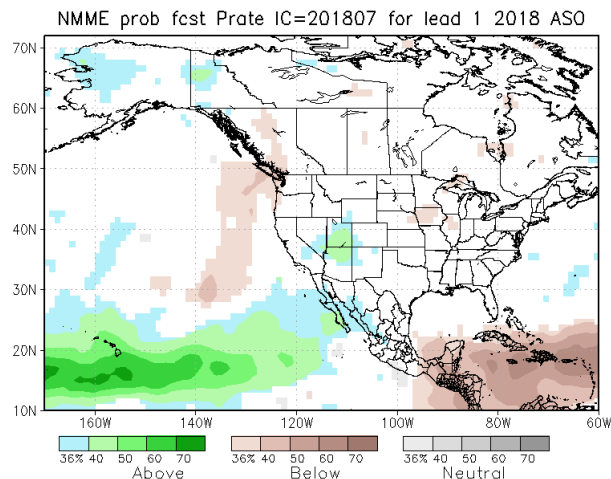 NMME prob fcst Prate IC=201807 for lead 1 2018 ASO
70N
60N
50N
40N
30N
20N
10N
160W 140W 120W 100W 80W 60W
36% 40 50 60 70 36% 40 50 60 70 36% 40 50 60 70
Above Below Neutral